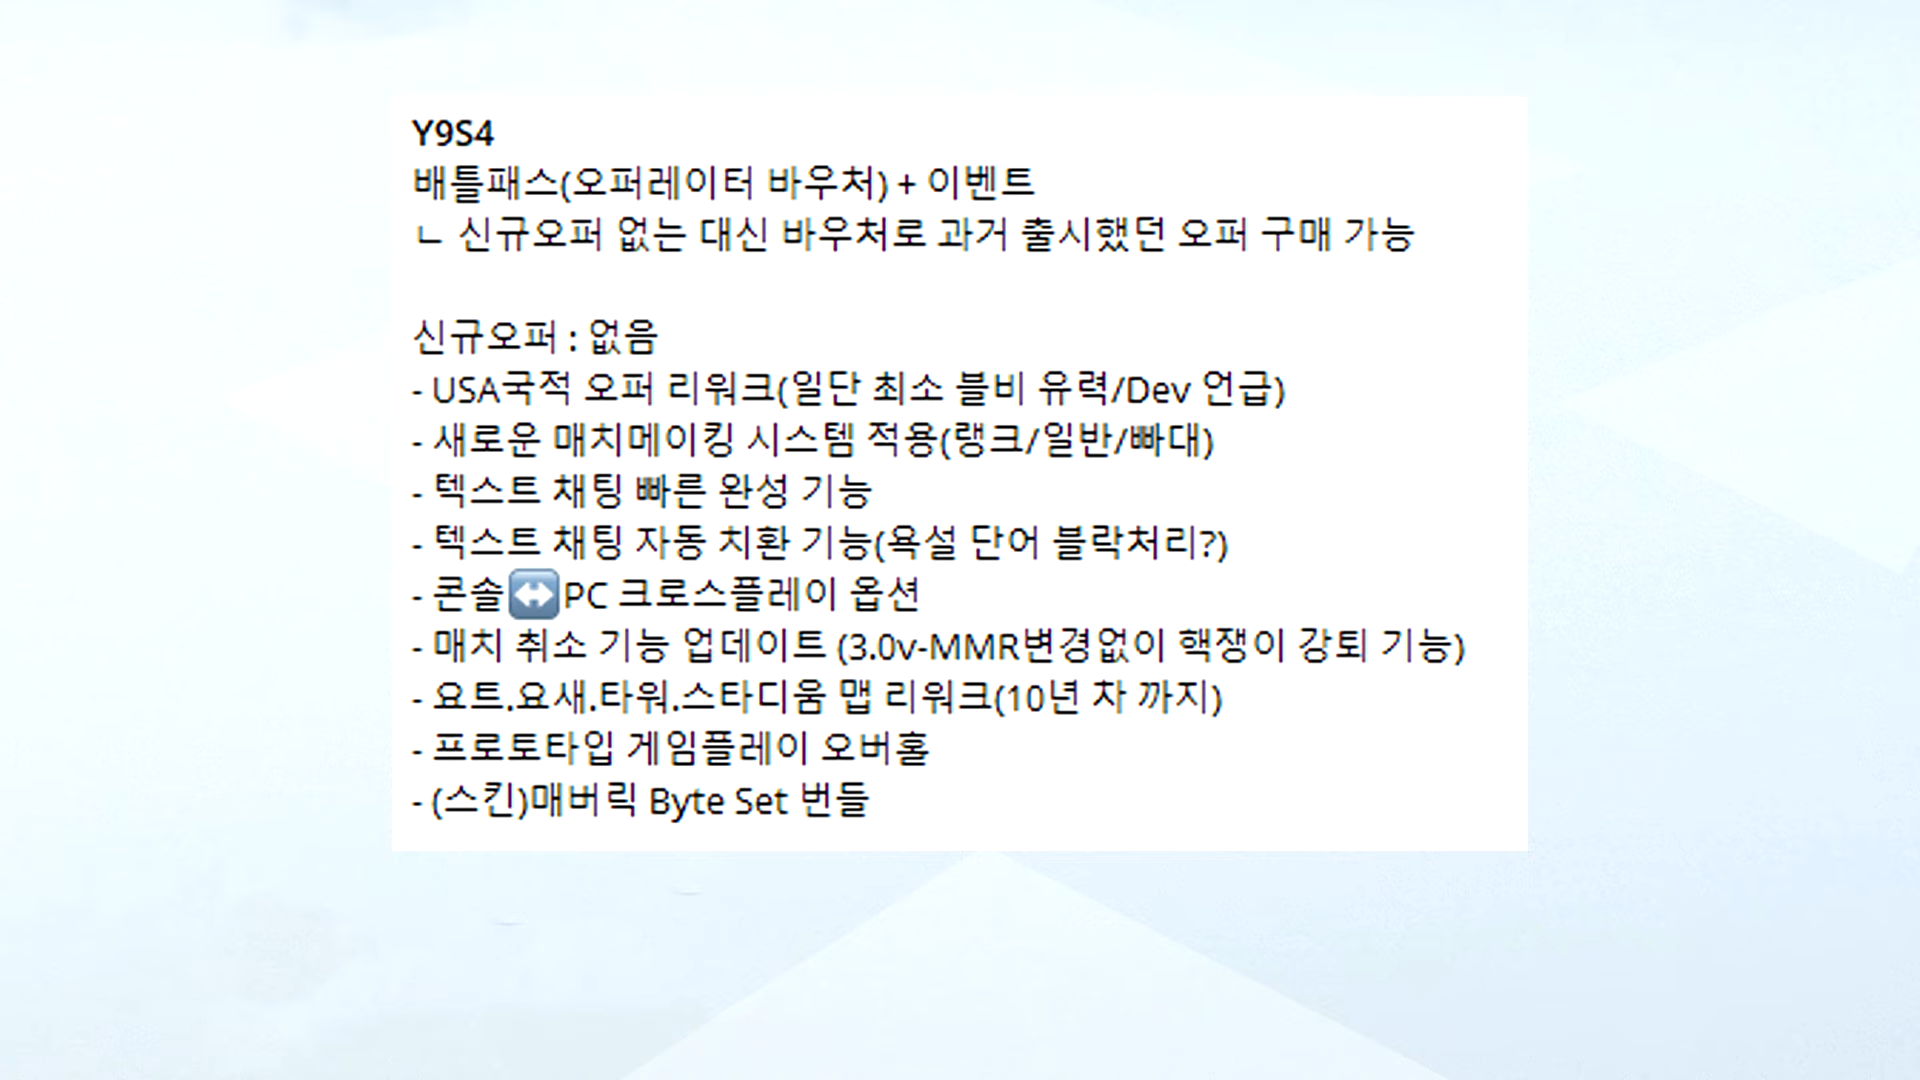 Y9S4
배틀패스(오퍼레이터 바우처) + 이벤트
ㄴ 신규오퍼 없는 대신 바우처로 과거 출시했던 오퍼 구매 가능
신규오퍼 : 없음
- USA국적 오퍼 리워크(일단 최소 블비 유력/Dev 언급)
- 새로운 매치메이킹 시스템 적용(랭크/일반/빠대)
- 텍스트 채팅 빠른 완성 기능
- 텍스트 채팅 자동 치환 기능(욕설 단어 블락처리?)
- 콘솔↔️PC 크로스플레이 옵션
- 매치 취소 기능 업데이트 (3.0v-MMR변경없이 핵쟁이 강퇴 기능)
- 요트.요새.타워.스타디움 맵 리워크(10년 차 까지)
- 프로토타입 게임플레이 오버홀
- (스킨)매버릭 Byte Set 번들